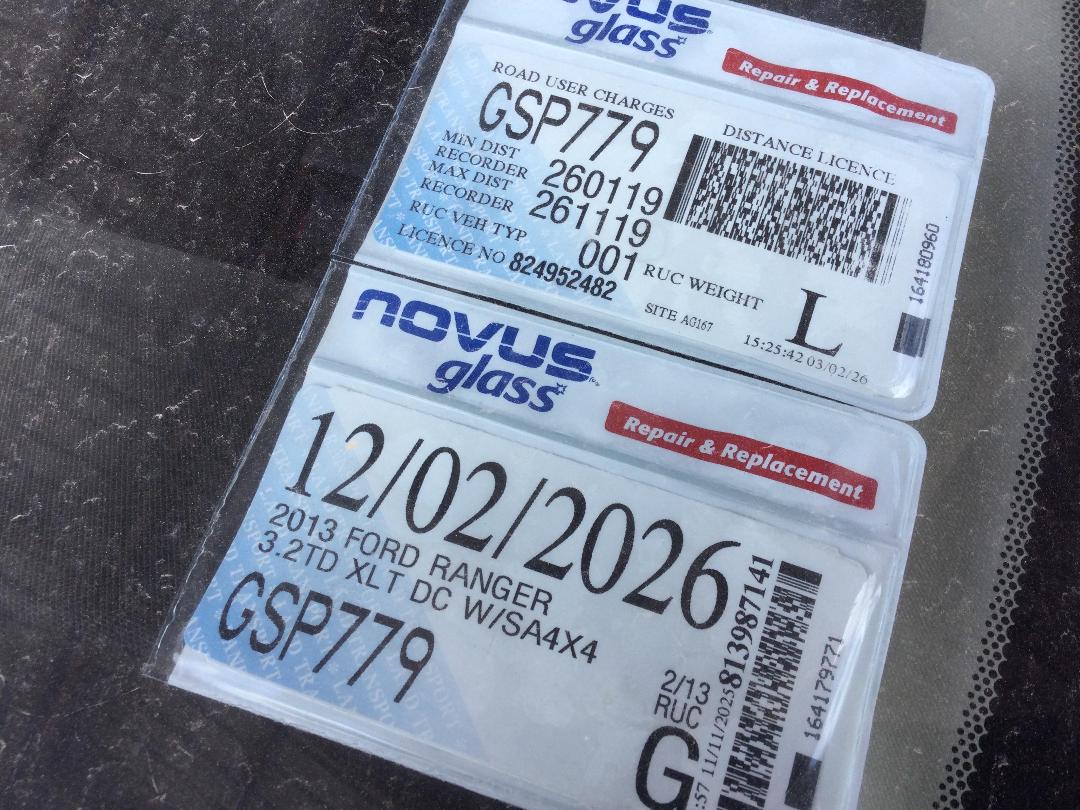 novus
glass
Repair & Replacement
ROAD USER CHARGES
DISTANCE LICENCE
GSP779
MIN DIST
RECORDER 260119
MAX DIST
RECORDER 261119
RUC VEH TYP 001
RUC WEIGHT L
LICENCE NO 824952482
SITE AG167
15:25:42 03/02/26
164180960
novus
glass
Repair & Replacement
12/02/2026
2013 FORD RANGER
3.2TD XLT DC W/SA4X4
GSP779
2/13
RUC
G
:57 11/11/2025 813987141
164179771